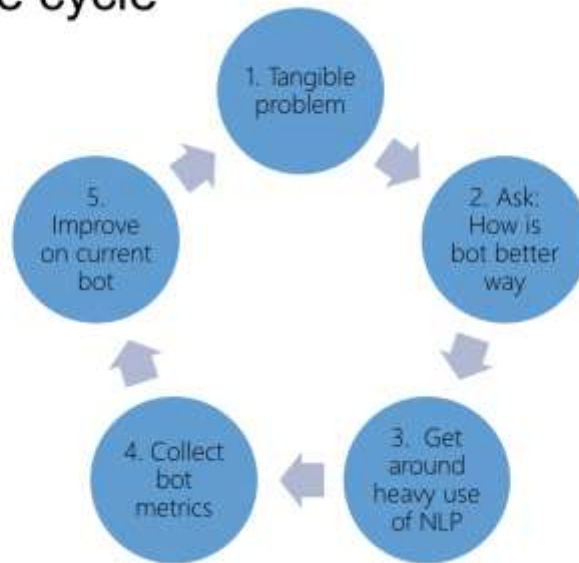 e cycle
1. Tangible
problem
2. Ask:
How is
bot better
way
3. Get
around
heavy use
of NLP
4. Collect
bot
metrics
5.
Improve
on current
bot